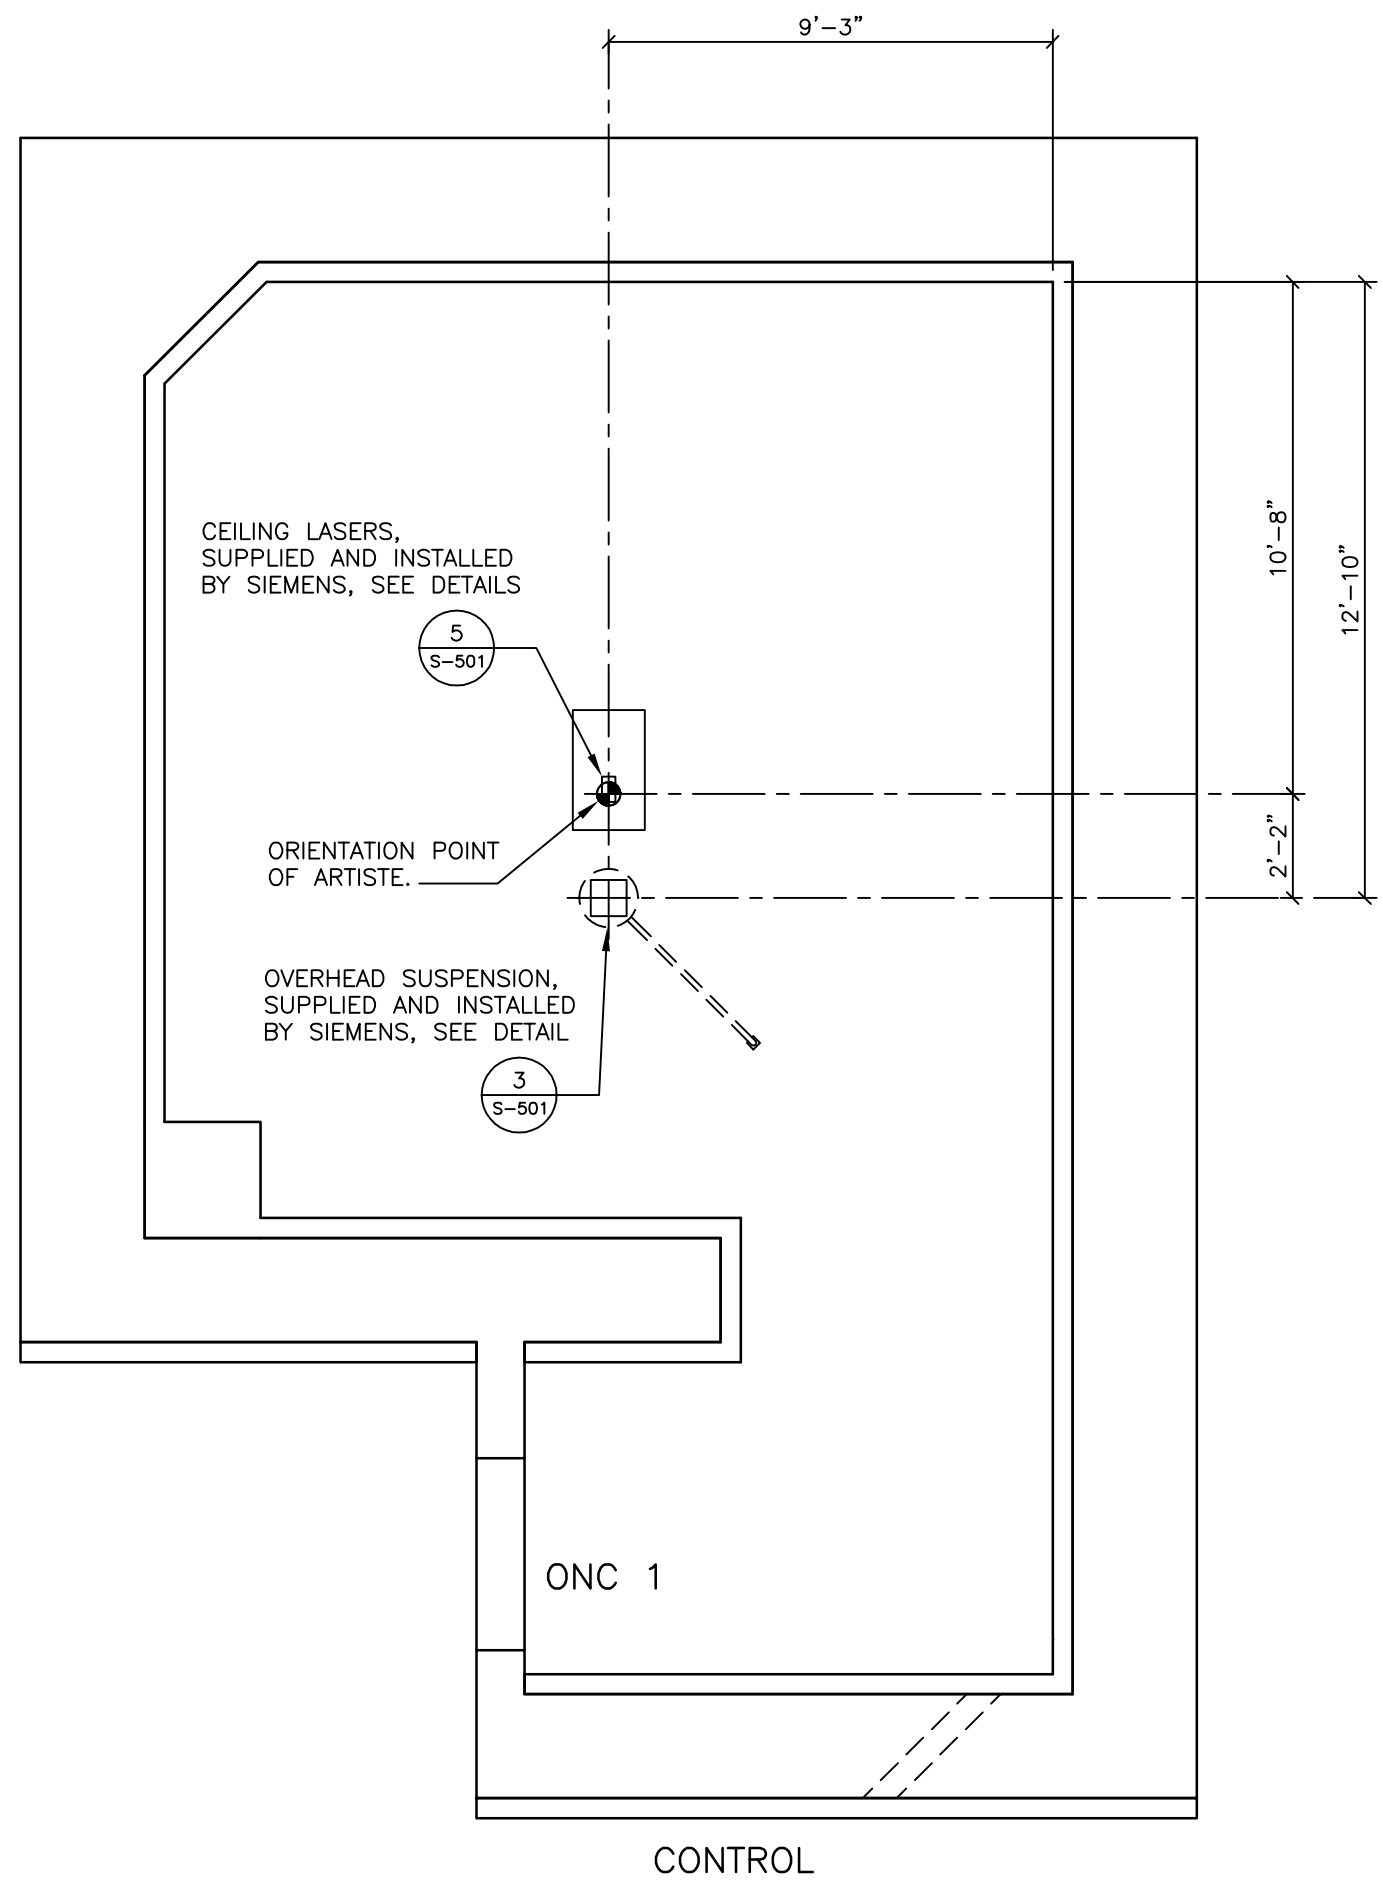 9'-3"
CEILING LASERS,
SUPPLIED AND INSTALLED
BY SIEMENS, SEE DETAILS
5
S-501
10'-8"
12'-10"
2'-2"
ORIENTATION POINT
OF ARTISTE.
OVERHEAD SUSPENSION,
SUPPLIED AND INSTALLED
BY SIEMENS, SEE DETAIL
3
S-501
ONC 1
CONTROL